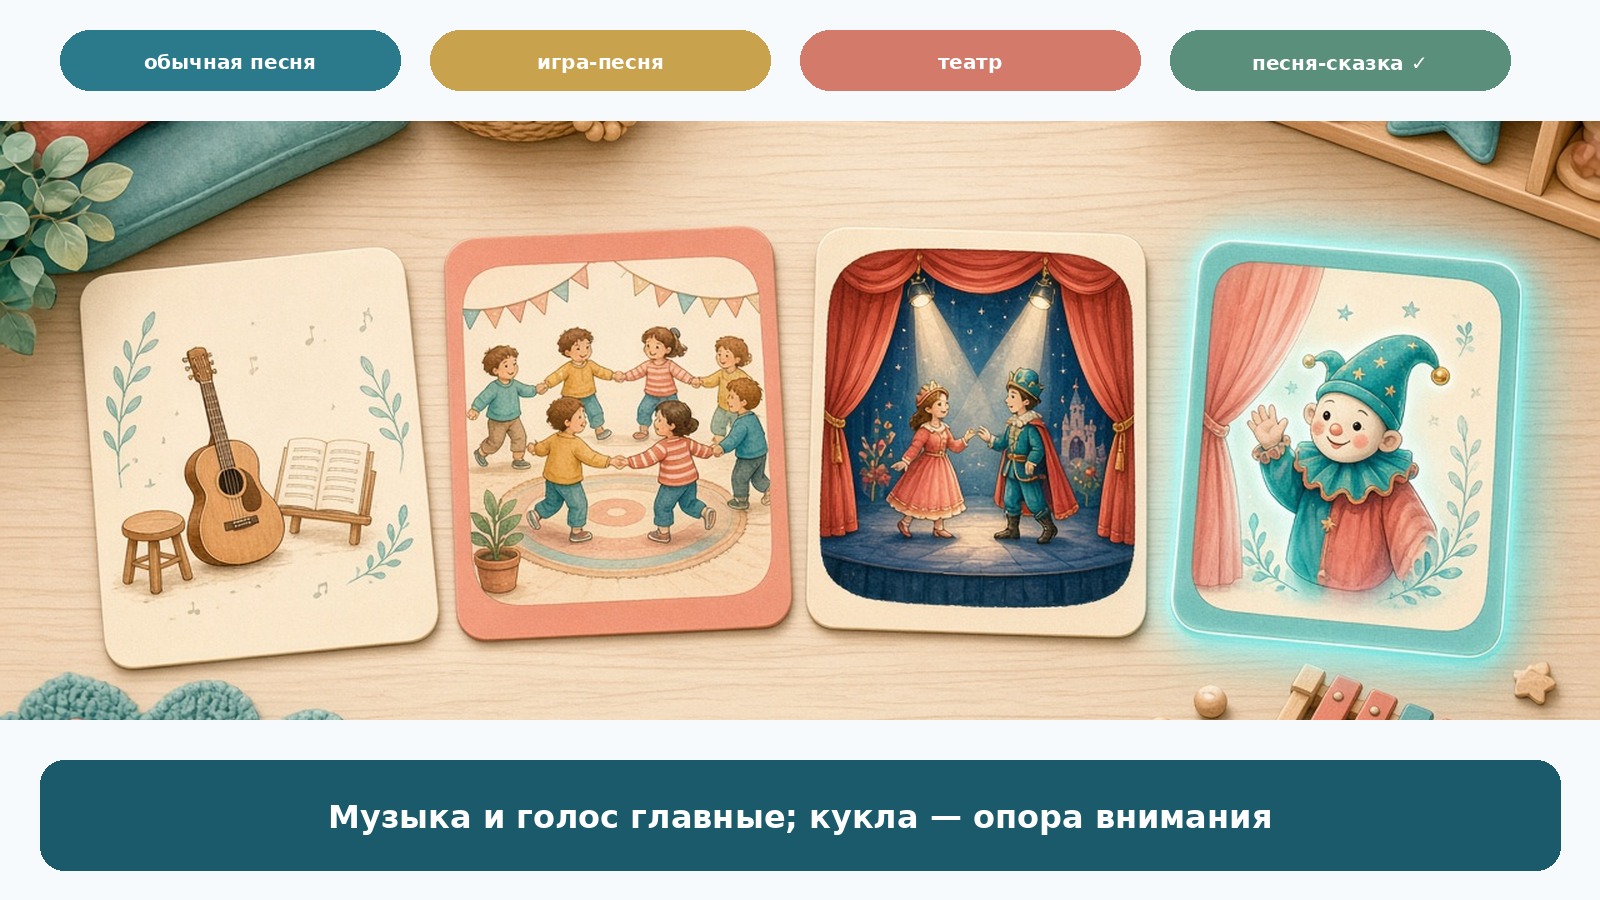 обычная песня
игра-песня
театр
песня-сказка ✓
Музыка и голос главные; кукла — опора внимания